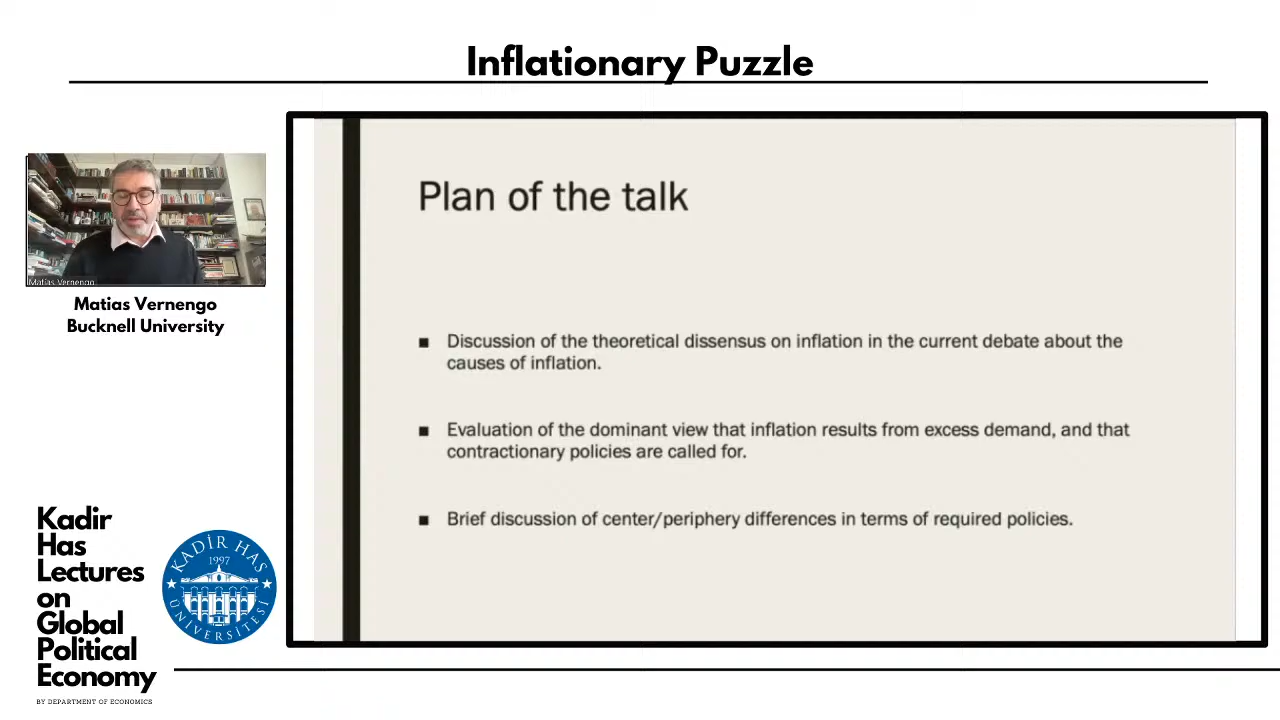 Inflationary Puzzle
Matias Vernengo
Matias Vernengo
Bucknell University
Plan of the talk
■ Discussion of the theoretical dissensus on inflation in the current debate about the
causes of inflation.
■ Evaluation of the dominant view that inflation results from excess demand, and that
contractionary policies are called for.
■ Brief discussion of center/periphery differences in terms of required policies.
Kadir
Has
Lectures
on
Global
Political
Economy
BY DEPARTMENT OF ECONOMICS
KADİR HAS
1997
ÜNİVERSİTESİ